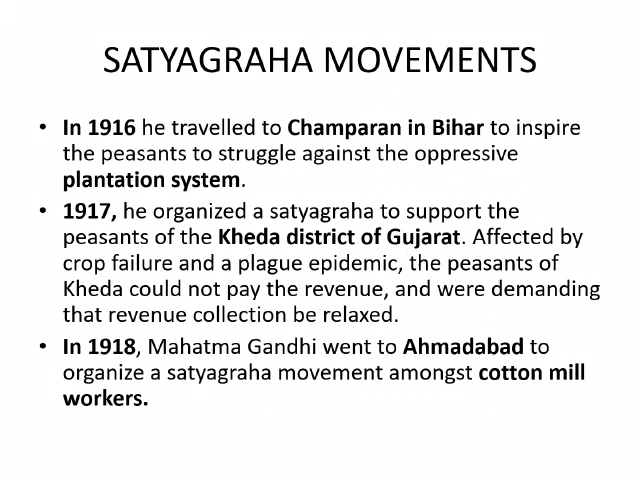 SATYAGRAHA MOVEMENTS
• In 1916 he travelled to Champaran in Bihar to inspire
the peasants to struggle against the oppressive
plantation system.
• 1917, he organized a satyagraha to support the
peasants of the Kheda district of Gujarat. Affected by
crop failure and a plague epidemic, the peasants of
Kheda could not pay the revenue, and were demanding
that revenue collection be relaxed.
• In 1918, Mahatma Gandhi went to Ahmadabad to
organize a satyagraha movement amongst cotton mill
workers.